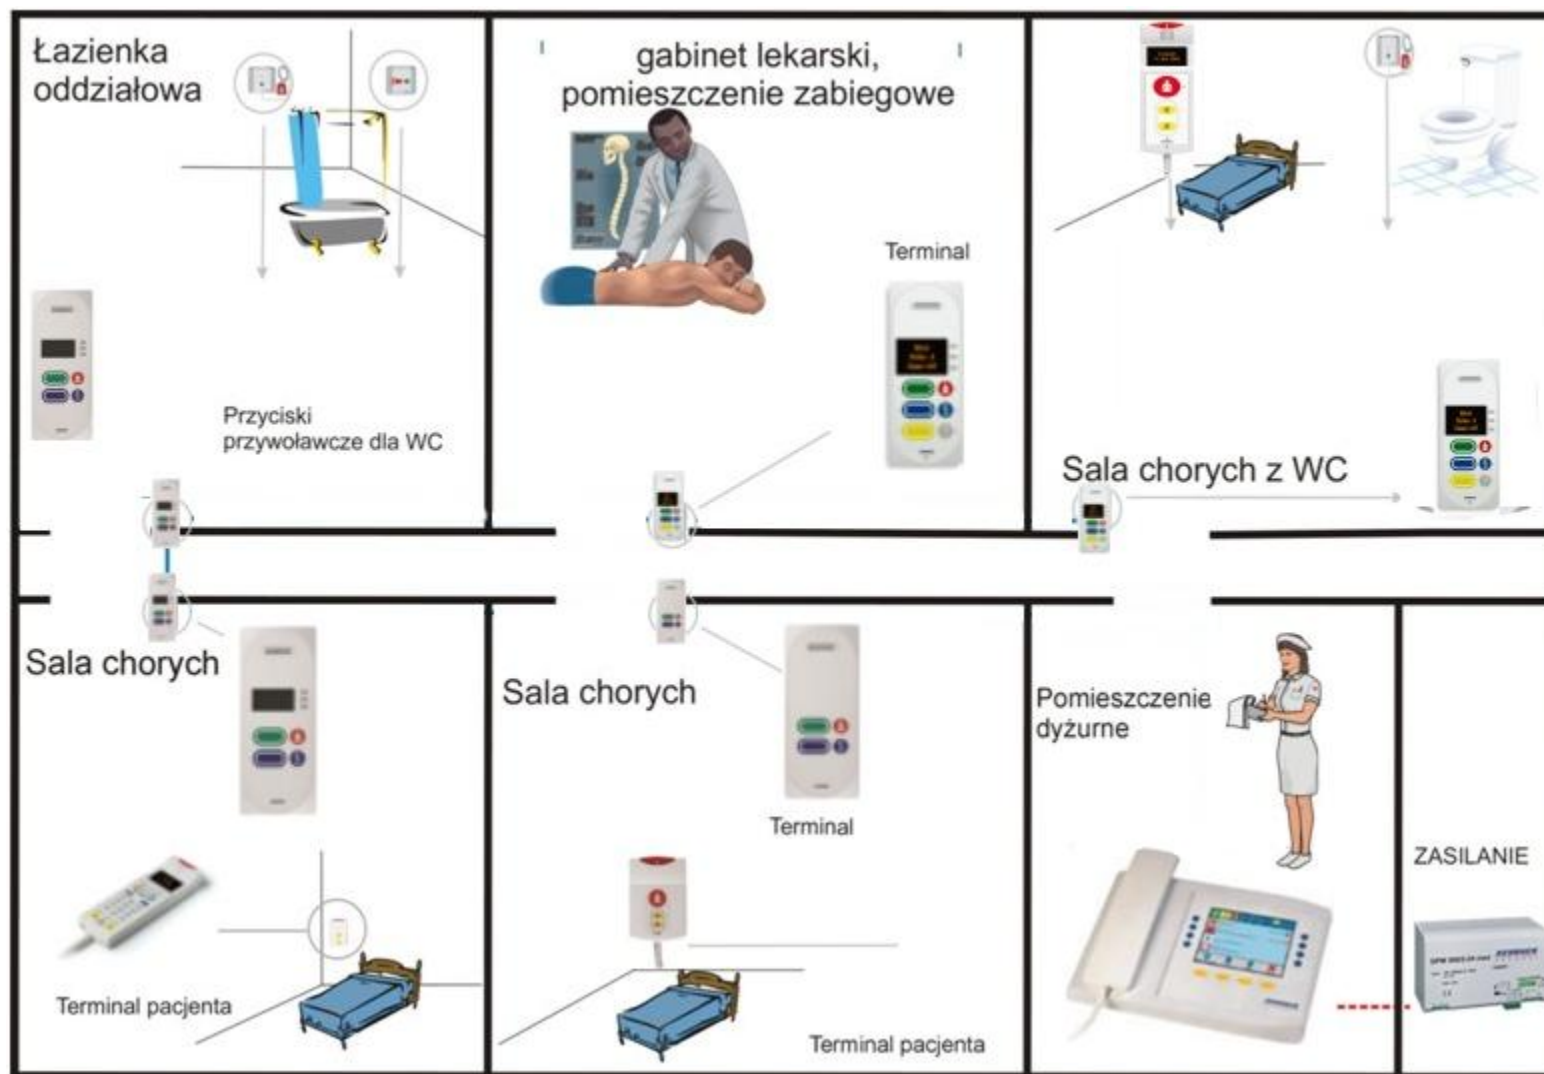 Łazienka
oddziałowa
gabinet lekarski,
pomieszczenie zabiegowe
Terminal
Przyciski
przywoławcze dla WC
Sala chorych z WC
Sala chorych
Sala chorych
Terminal
Pomieszczenie
dyżurne
ZASILANIE
Terminal pacjenta
Terminal pacjenta